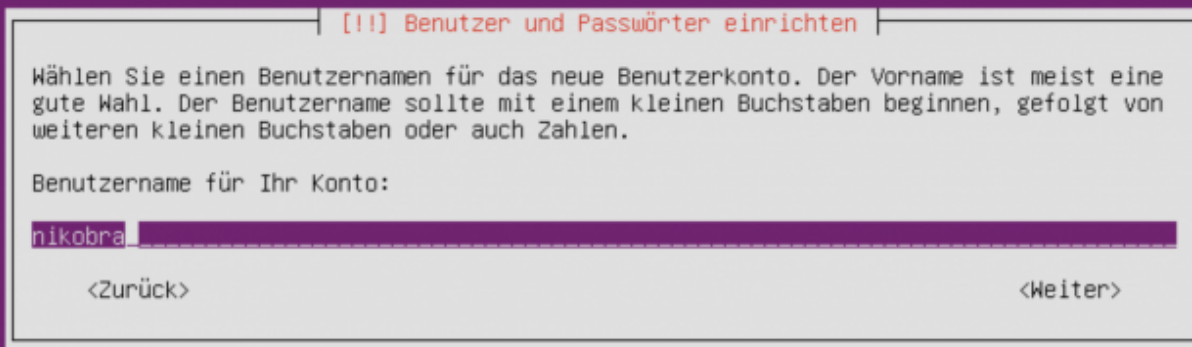 [!!] Benutzer und Passwörter einrichten
Wählen Sie einen Benutzernamen für das neue Benutzerkonto. Der Vorname ist meist eine
gute Wahl. Der Benutzername sollte mit einem kleinen Buchstaben beginnen, gefolgt von
weiteren kleinen Buchstaben oder auch Zahlen.
Benutzername für Ihr Konto:
nikobra
<Zurück> <Weiter>